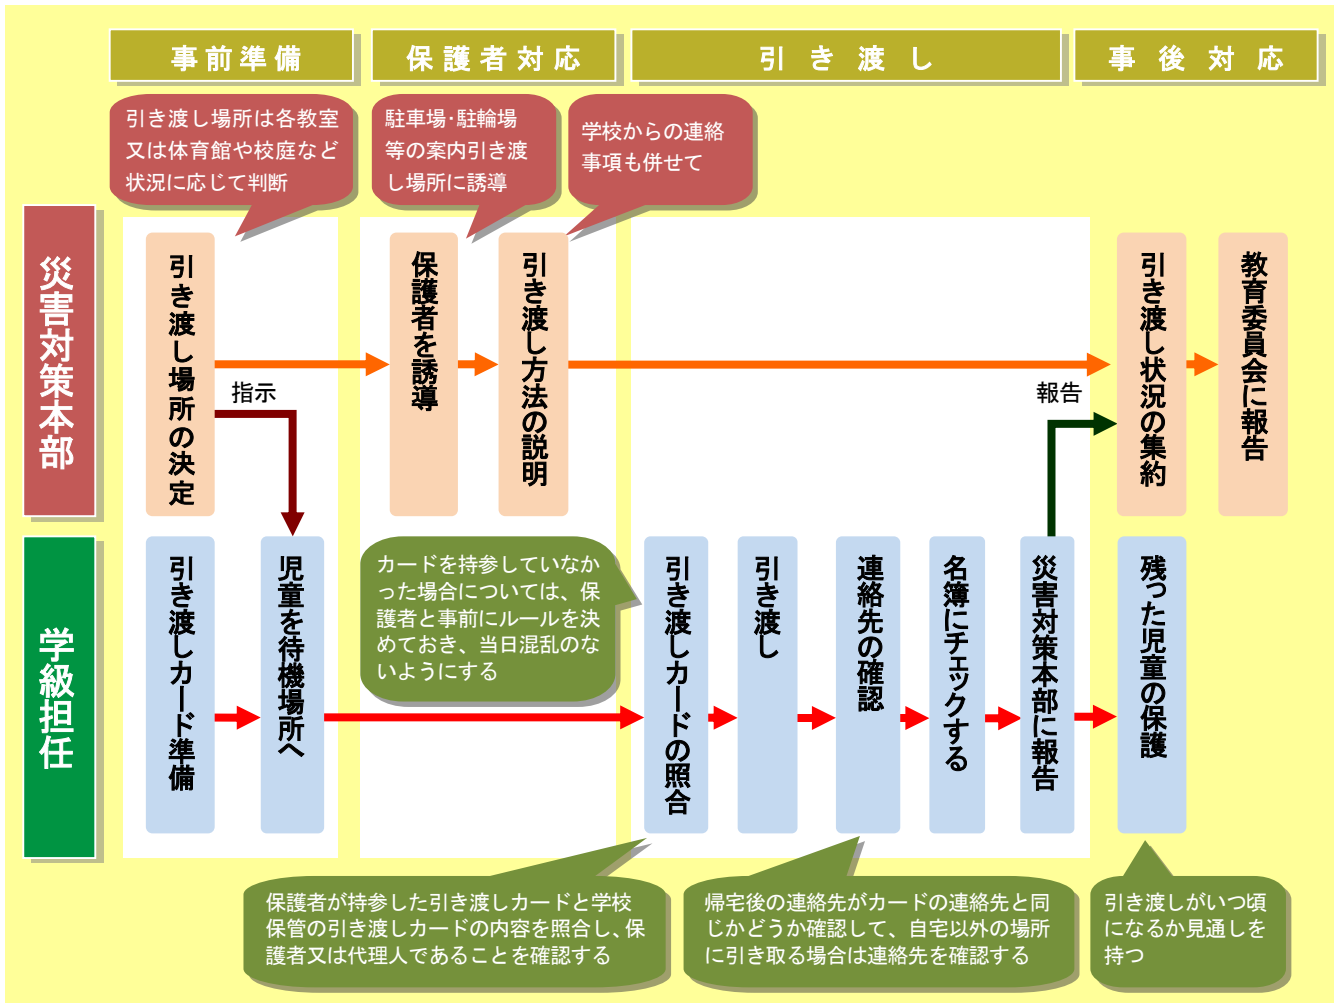 事前準備
保護者対応
引き渡し
事後対応
引き渡し場所は各教室
又は体育館や校庭など
状況に応じて判断
駐車場･駐輪場
等の案内引き渡
し場所に誘導
学校からの連絡
事項も併せて
災害対策本部
引き渡し場所の決定
指示
保護者を誘導
引き渡し方法の説明
報告
引き渡し状況の集約
教育委員会に報告
学級担任
引き渡しカード準備
児童を待機場所へ
カードを持参していなか
った場合については、保
護者と事前にルールを決
めておき、当日混乱のな
いようにする
引き渡しカードの照合
引き渡し
連絡先の確認
名簿にチェックする
災害対策本部に報告
残った児童の保護
保護者が持参した引き渡しカードと学校
保管の引き渡しカードの内容を照合し、保
護者又は代理人であることを確認する
帰宅後の連絡先がカードの連絡先と同
じかどうか確認して、自宅以外の場所
に引き取る場合は連絡先を確認する
引き渡しがいつ頃
になるか見通しを
持つ